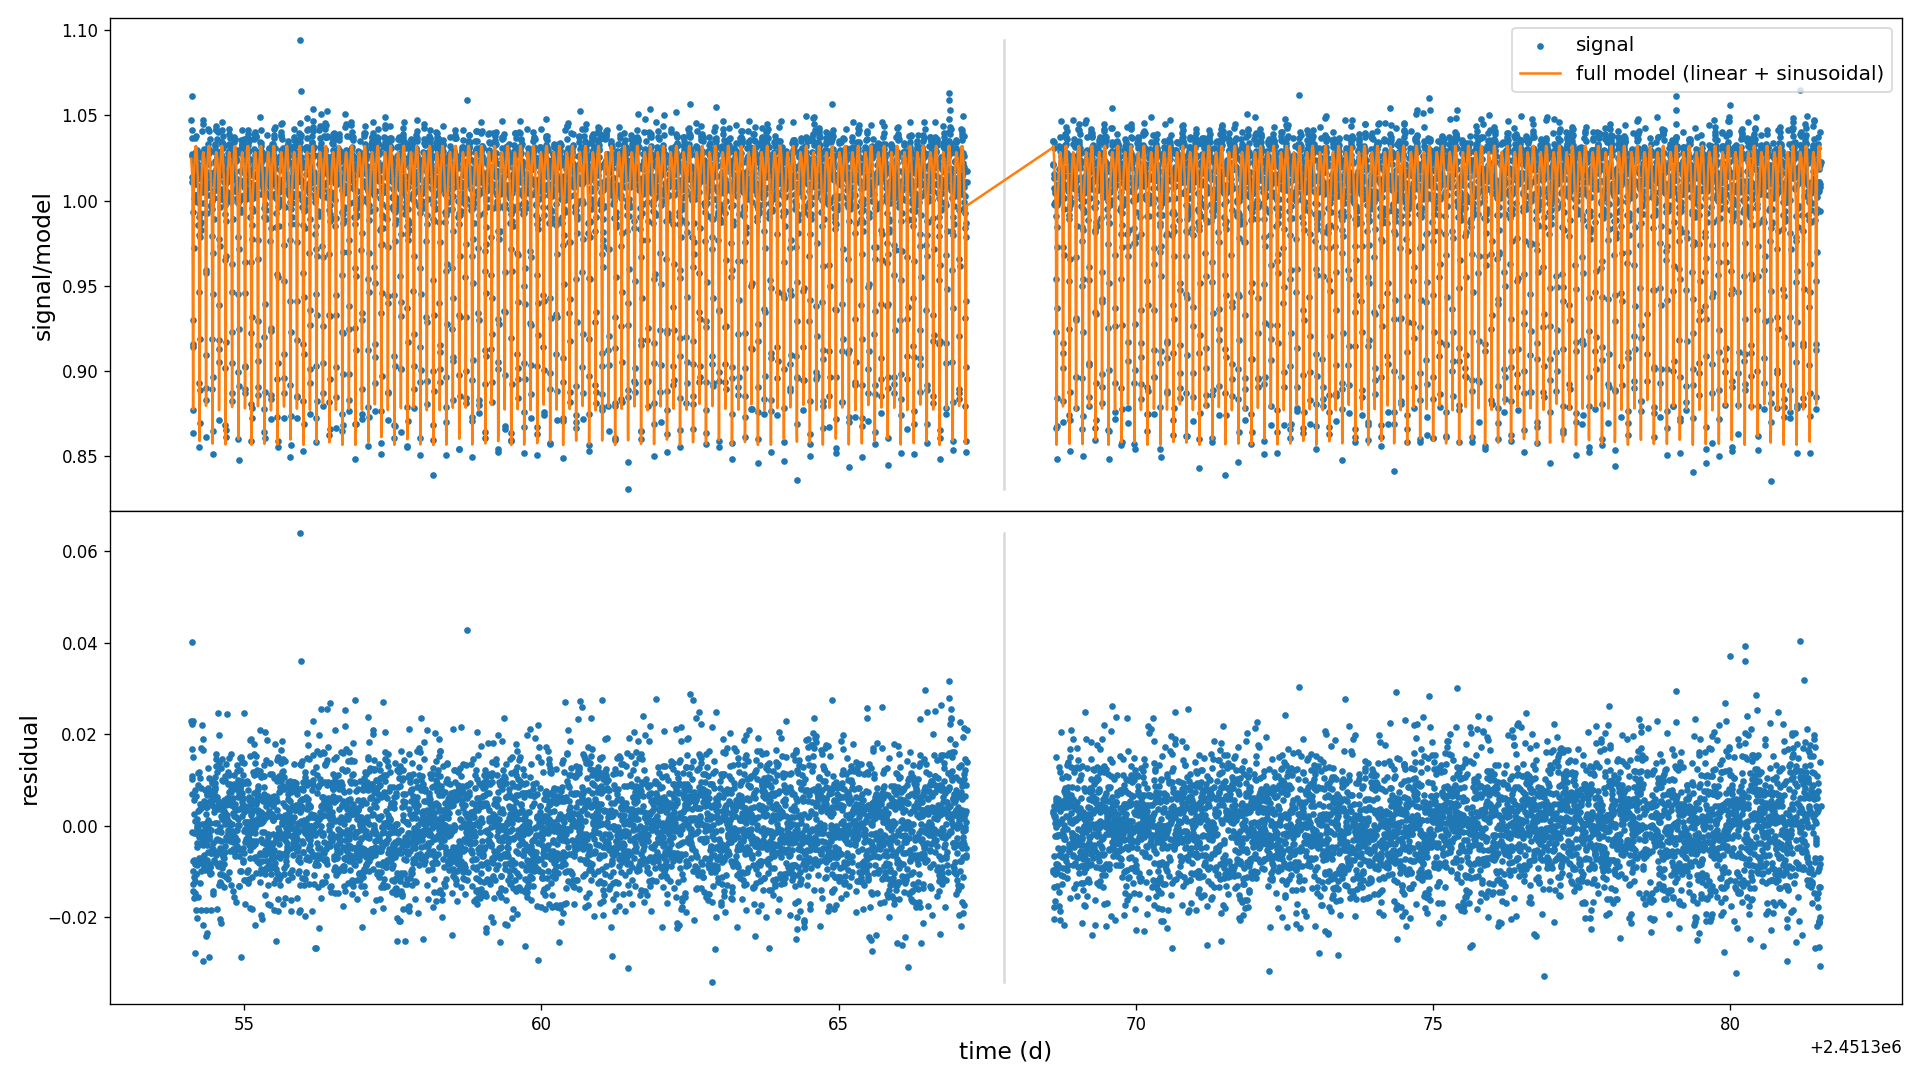 1.10
1.05
1.00
0.95
0.90
0.85
signal/model
signal
full model (linear + sinusoidal)
0.06
0.04
0.02
0.00
−0.02
residual
55
60
65
70
75
80
time (d)
+2.4513e6